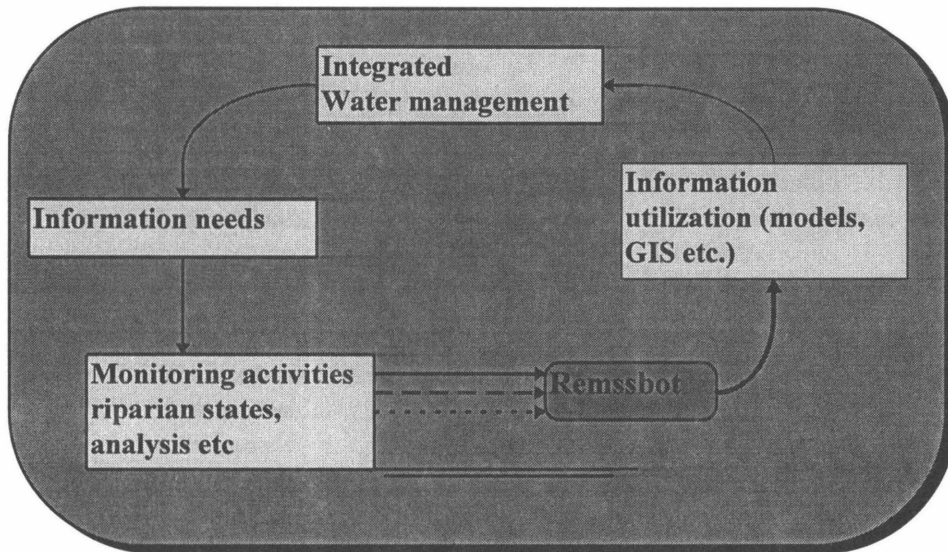 Integrated
Water management
Information
utilization (models,
GIS etc.)
Information needs
Monitoring activities
riparian states,
analysis etc
Remssbot